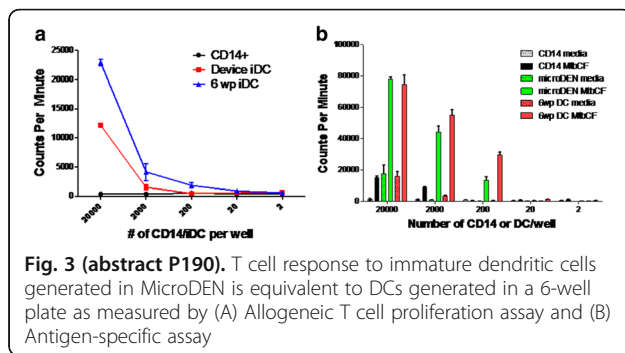 a
25000
20000
15000
10000
5000
0
Counts Per Minute
CD14+
Device iDC
6 wp iDC
20000
2000
200
20
2
# of CD14/iDC per well
b
100000
80000
60000
40000
20000
0
Counts Per Minute
CD14 media
CD14 MtbCF
microDEN media
microDEN MtbCF
6wp DC media
6wp DC MtbCF
20000
2000
200
20
2
Number of CD14 or DC/well
Fig. 3 (abstract P190). T cell response to immature dendritic cells
generated in MicroDEN is equivalent to DCs generated in a 6-well
plate as measured by (A) Allogeneic T cell proliferation assay and (B)
Antigen-specific assay